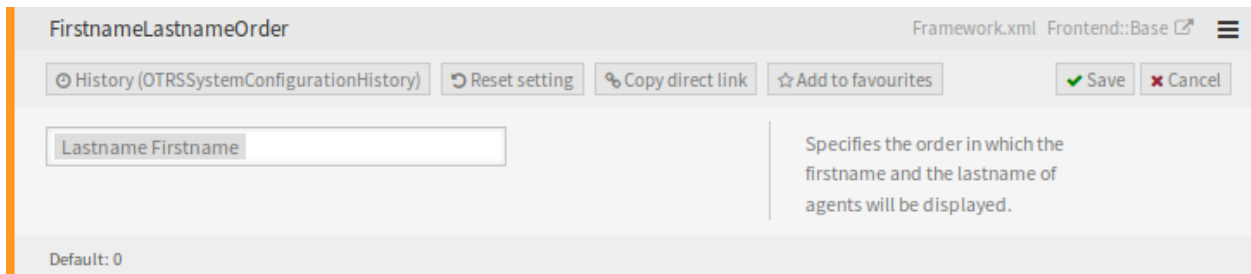 FirstnameLastnameOrder Framework.xml Frontend::Base
History (OTRSSystemConfigurationHistory) Reset setting Copy direct link Add to favourites Save Cancel
Lastname Firstname
Specifies the order in which the
firstname and the lastname of
agents will be displayed.
Default: 0